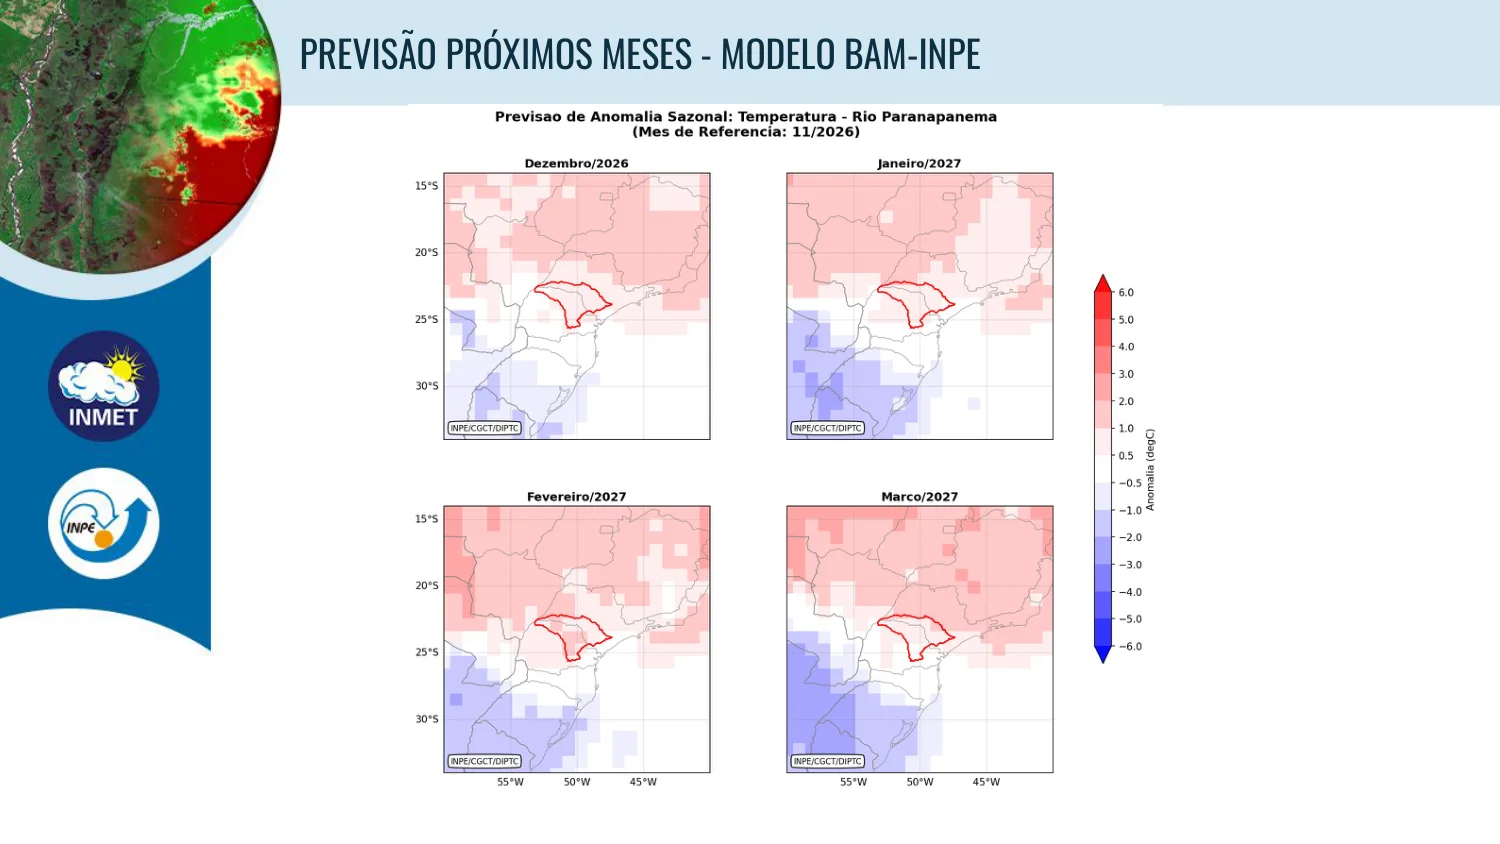 PREVISÃO PRÓXIMOS MESES - MODELO BAM-INPE
Previsao de Anomalia Sazonal: Temperatura - Rio Paranapanema
(Mes de Referencia: 11/2026)
Dezembro/2026
Janeiro/2027
15°S
20°S
25°S
30°S
INPE/CGCT/DIPTC
INPE/CGCT/DIPTC
INMET
INPE
Fevereiro/2027
Marco/2027
15°S
20°S
25°S
30°S
INPE/CGCT/DIPTC
INPE/CGCT/DIPTC
55°W
50°W
45°W
55°W
50°W
45°W
6.0
5.0
4.0
3.0
2.0
1.0
0.5
−0.5
−1.0
−2.0
−3.0
−4.0
−5.0
−6.0
Anomalia (degC)